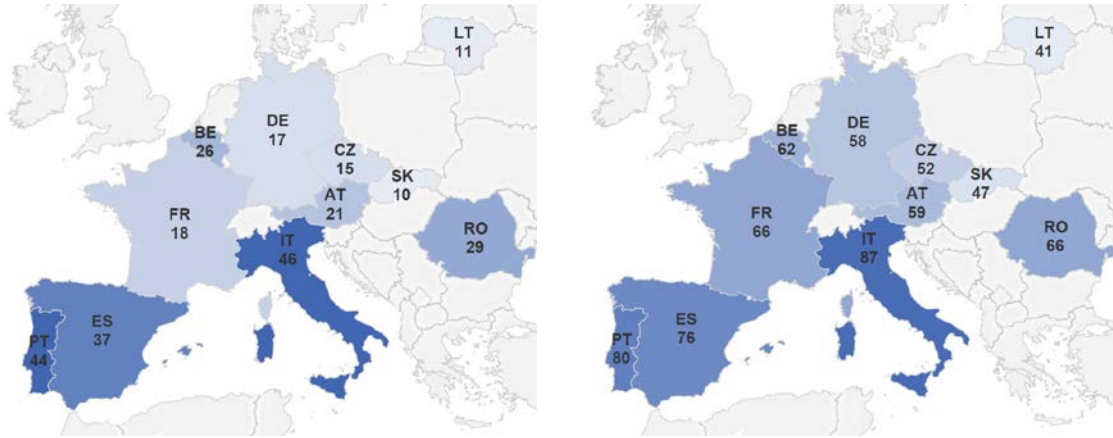 LT
11
DE
17
BE
26
CZ
15
SK
10
AT
21
FR
18
RO
29
IT
46
ES
37
PT
44
LT
41
DE
58
BE
62
CZ
52
SK
47
AT
59
FR
66
RO
66
IT
87
ES
76
PT
80